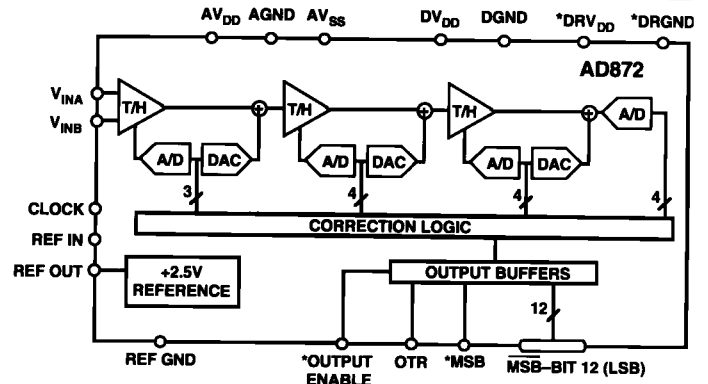 AVDD AGND AVSS DVDD DGND *DRVDD *DRGND
AD872
VINA
VINB
T/H T/H T/H A/D
A/D DAC A/D DAC A/D DAC
3 4 4 4
CLOCK
CORRECTION LOGIC
REF IN
REF OUT
+2.5V
REFERENCE
OUTPUT BUFFERS
12
REF GND
*OUTPUT
ENABLE
OTR
*MSB
M̅S̅B̅–BIT 12 (LSB)